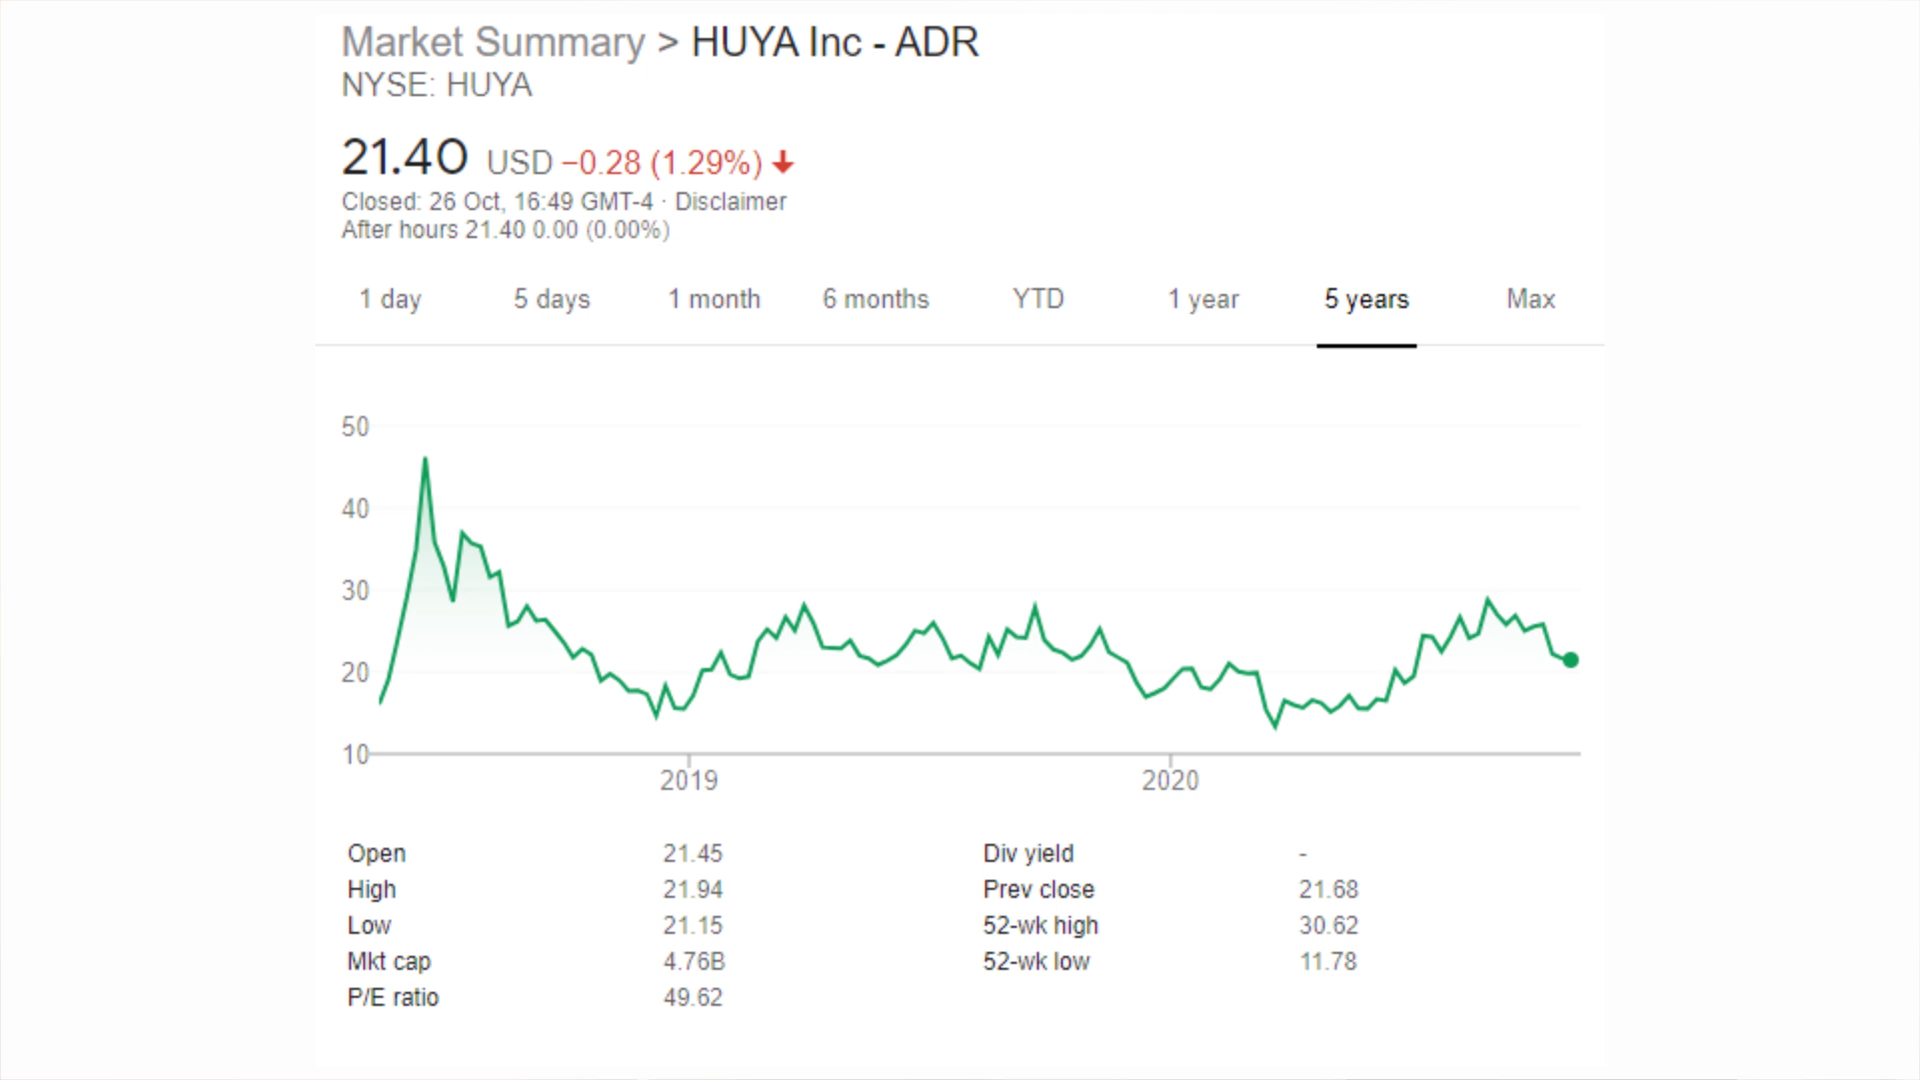 Market Summary > HUYA Inc - ADR
NYSE: HUYA
21.40 USD −0.28 (1.29%) ↓
Closed: 26 Oct, 16:49 GMT-4 · Disclaimer
After hours 21.40 0.00 (0.00%)
1 day 5 days 1 month 6 months YTD 1 year 5 years Max
50
40
30
20
10
2019 2020
Open 21.45 Div yield -
High 21.94 Prev close 21.68
Low 21.15 52-wk high 30.62
Mkt cap 4.76B 52-wk low 11.78
P/E ratio 49.62